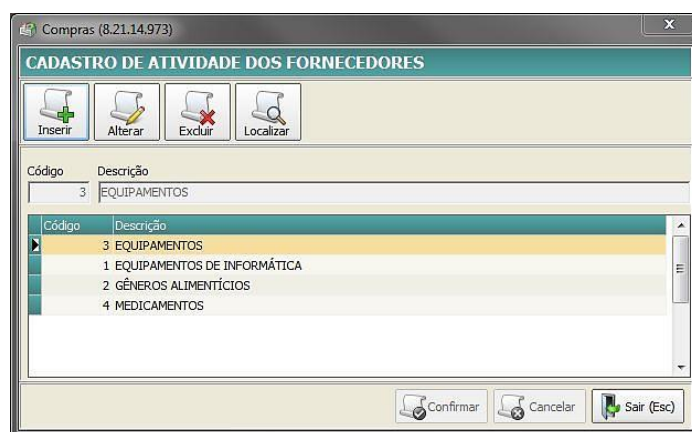 Compras (8.21.14.973)
x
CADASTRO DE ATIVIDADE DOS FORNECEDORES
Inserir Alterar Excluir Localizar
Código Descrição
3 EQUIPAMENTOS
Código Descrição
3 EQUIPAMENTOS
1 EQUIPAMENTOS DE INFORMÁTICA
2 GÊNEROS ALIMENTÍCIOS
4 MEDICAMENTOS
Confirmar Cancelar Sair (Esc)